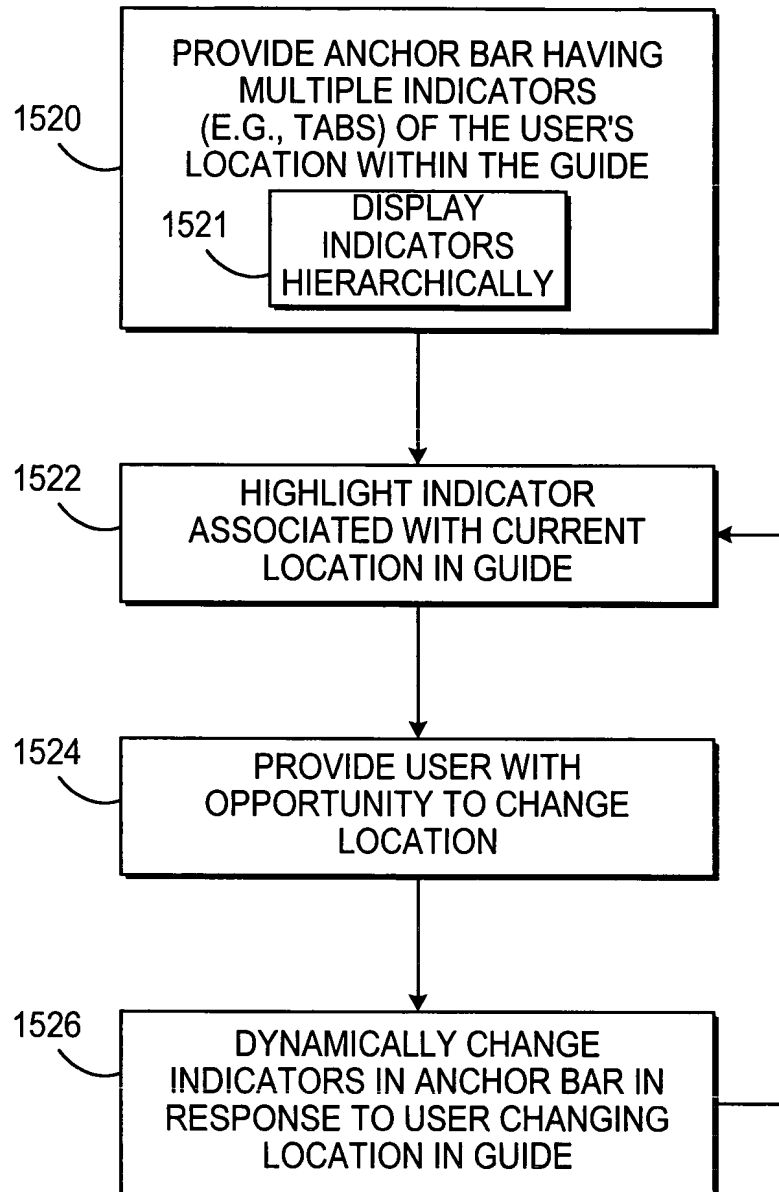 1520
PROVIDE ANCHOR BAR HAVING
MULTIPLE INDICATORS
(E.G., TABS) OF THE USER'S
LOCATION WITHIN THE GUIDE
1521
DISPLAY
INDICATORS
HIERARCHICALLY
1522
HIGHLIGHT INDICATOR
ASSOCIATED WITH CURRENT
LOCATION IN GUIDE
1524
PROVIDE USER WITH
OPPORTUNITY TO CHANGE
LOCATION
1526
DYNAMICALLY CHANGE
INDICATORS IN ANCHOR BAR IN
RESPONSE TO USER CHANGING
LOCATION IN GUIDE